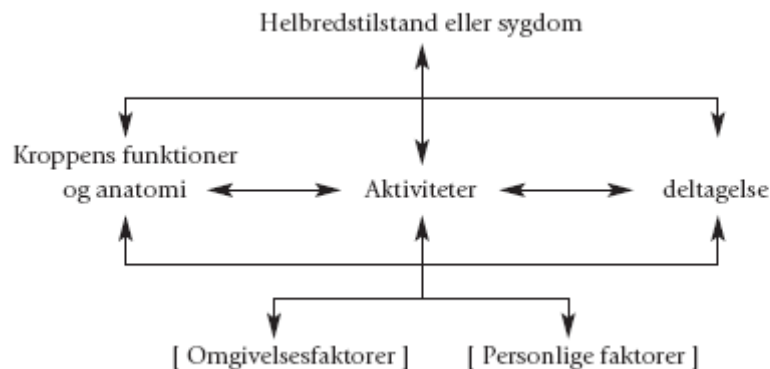 Helbredstilstand eller sygdom
Kroppens funktioner
og anatomi
Aktiviteter
deltagelse
[ Omgivelsesfaktorer ]
[ Personlige faktorer ]